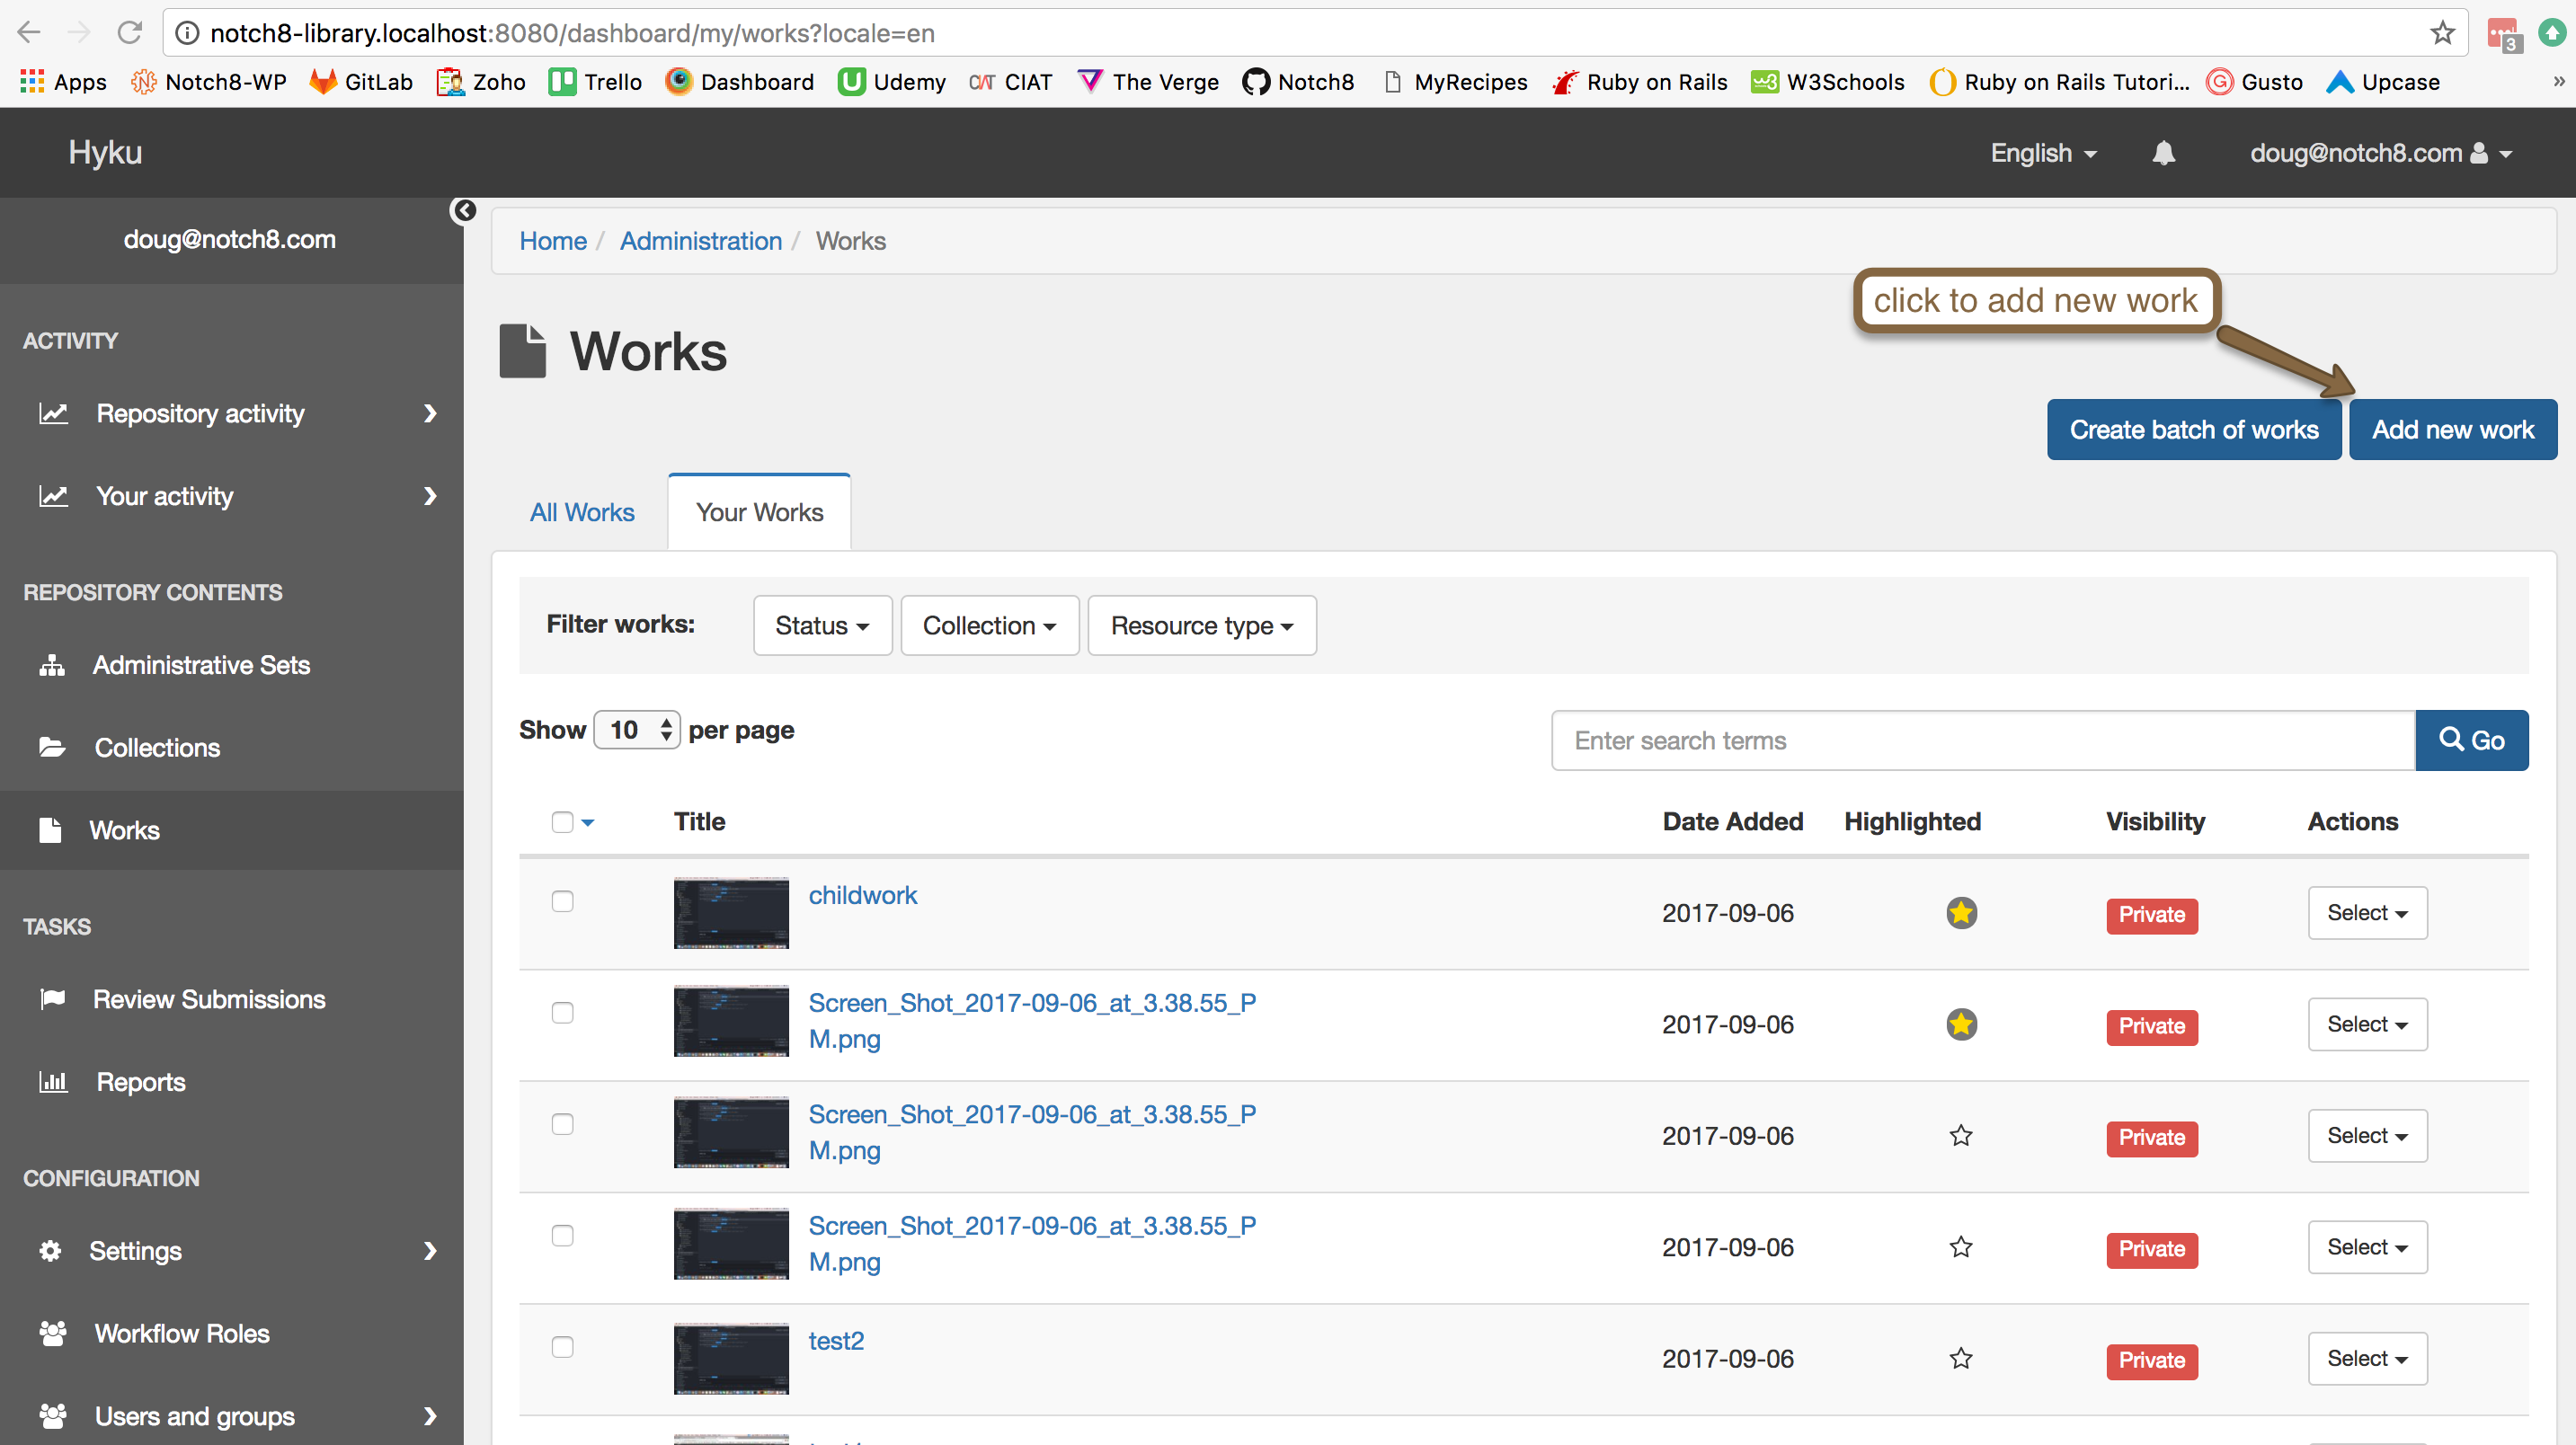 notch8-library.localhost:8080/dashboard/my/works?locale=en
3
Apps Notch8-WP GitLab Zoho Trello Dashboard Udemy CIAT The Verge Notch8 MyRecipes Ruby on Rails W3Schools Ruby on Rails Tutori... Gusto Upcase »
Hyku English doug@notch8.com
doug@notch8.com
ACTIVITY
Repository activity
Your activity
REPOSITORY CONTENTS
Administrative Sets
Collections
Works
TASKS
Review Submissions
Reports
CONFIGURATION
Settings
Workflow Roles
Users and groups
Home / Administration / Works
click to add new work
Works
Create batch of works Add new work
All Works Your Works
Filter works: Status Collection Resource type
Show 10 per page Enter search terms Go
Title Date Added Highlighted Visibility Actions
childwork 2017-09-06 Private Select
Screen_Shot_2017-09-06_at_3.38.55_P
M.png
2017-09-06 Private Select
Screen_Shot_2017-09-06_at_3.38.55_P
M.png
2017-09-06 Private Select
Screen_Shot_2017-09-06_at_3.38.55_P
M.png
2017-09-06 Private Select
test2 2017-09-06 Private Select